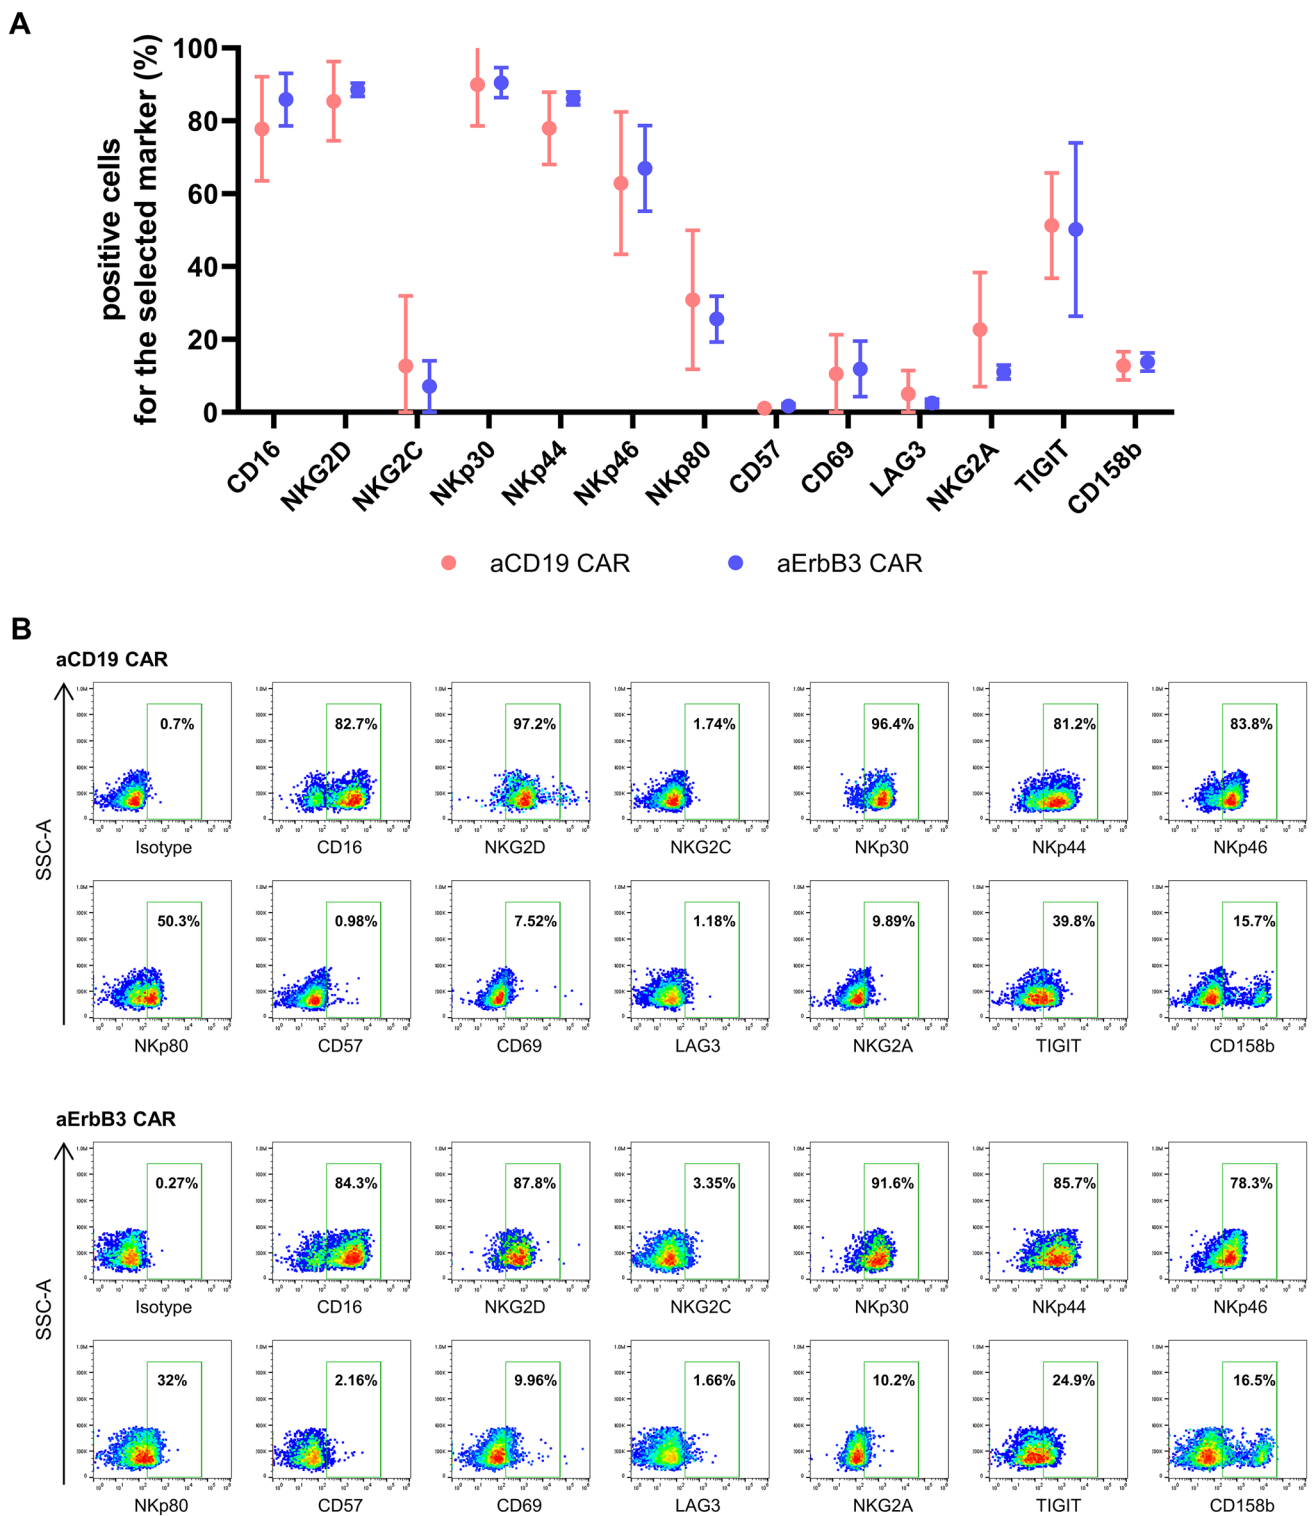 A
positive cells
for the selected marker (%)
100
80
60
40
20
0
CD16 NKG2D NKG2C NKp30 NKp44 NKp46 NKp80 CD57 CD69 LAG3 NKG2A TIGIT CD158b
aCD19 CAR aErbB3 CAR
B
aCD19 CAR
SSC-A
0.7% 82.7% 97.2% 1.74% 96.4% 81.2% 83.8%
Isotype CD16 NKG2D NKG2C NKp30 NKp44 NKp46
50.3% 0.98% 7.52% 1.18% 9.89% 39.8% 15.7%
NKp80 CD57 CD69 LAG3 NKG2A TIGIT CD158b
aErbB3 CAR
SSC-A
0.27% 84.3% 87.8% 3.35% 91.6% 85.7% 78.3%
Isotype CD16 NKG2D NKG2C NKp30 NKp44 NKp46
32% 2.16% 9.96% 1.66% 10.2% 24.9% 16.5%
NKp80 CD57 CD69 LAG3 NKG2A TIGIT CD158b